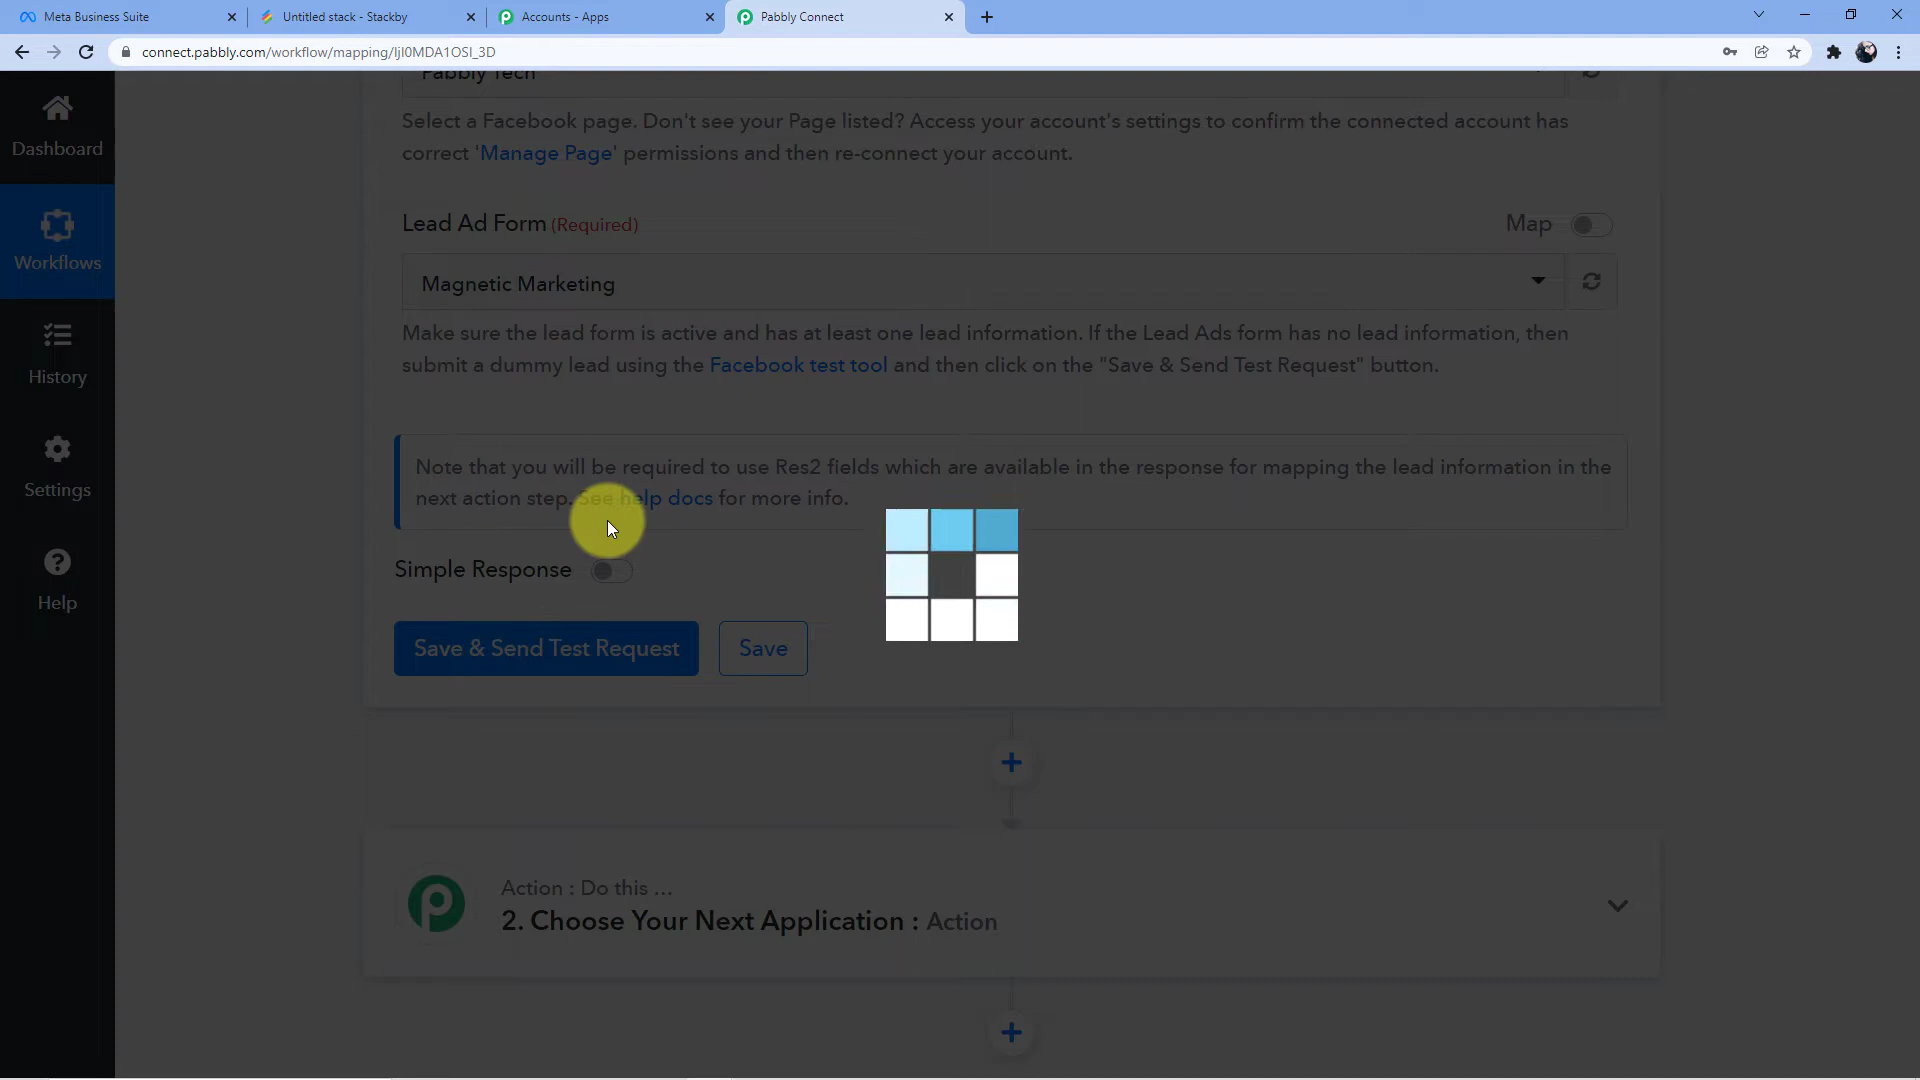 Meta Business Suite
Untitled stack - Stackby
Accounts - Apps
Pabbly Connect
connect.pabbly.com/workflow/mapping/IjI0MDA1OSI_3D
Pabbly Tech
Dashboard
Select a Facebook page. Don't see your Page listed? Access your account's settings to confirm the connected account has
correct 'Manage Page' permissions and then re-connect your account.
Workflows
Lead Ad Form (Required)
Map
Magnetic Marketing
Make sure the lead form is active and has at least one lead information. If the Lead Ads form has no lead information, then
submit a dummy lead using the Facebook test tool and then click on the "Save & Send Test Request" button.
History
Note that you will be required to use Res2 fields which are available in the response for mapping the lead information in the
next action step. See help docs for more info.
Settings
Simple Response
Help
Save & Send Test Request
Save
Action : Do this ...
2. Choose Your Next Application : Action